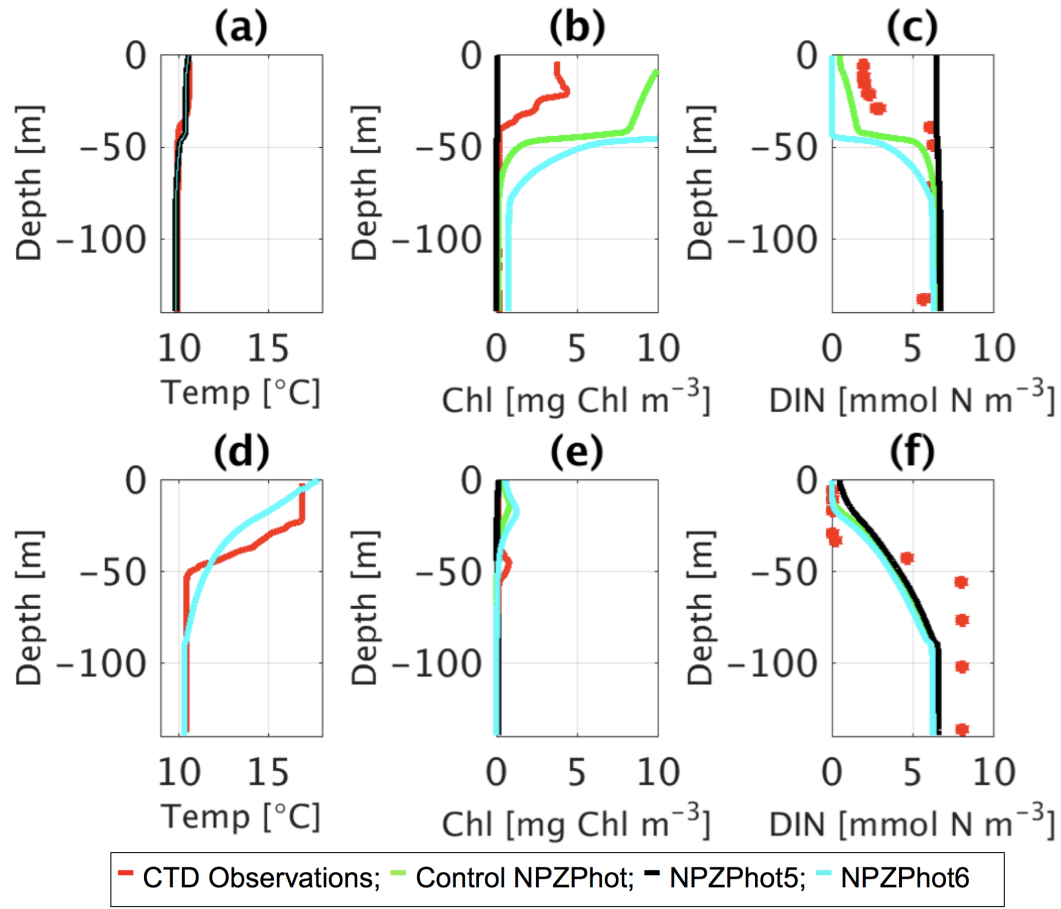 (a) (b) (c)
Depth [m] Depth [m] Depth [m]
0 0 0
−50 −50 −50
−100 −100 −100
10 15 0 5 10 0 5 10
Temp [°C] Chl [mg Chl m−3] DIN [mmol N m−3]
(d) (e) (f)
Depth [m] Depth [m] Depth [m]
0 0 0
−50 −50 −50
−100 −100 −100
10 15 0 5 10 0 5 10
Temp [°C] Chl [mg Chl m−3] DIN [mmol N m−3]
CTD Observations; Control NPZPhot; NPZPhot5; NPZPhot6